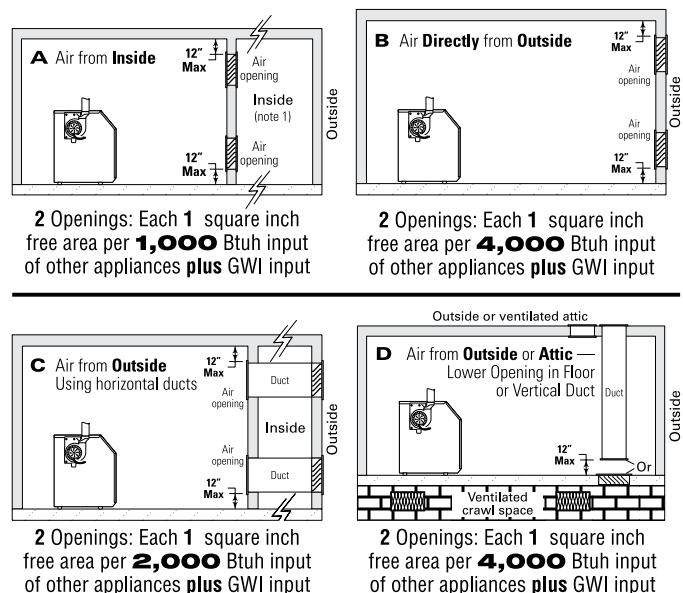 A Air from Inside
12"
Max
Air
opening
Inside
(note 1)
Air
opening
12"
Max
Outside
2 Openings: Each 1 square inch
free area per 1,000 Btuh input
of other appliances plus GWI input
B Air Directly from Outside
12"
Max
Air
opening
Air
opening
12"
Max
Outside
2 Openings: Each 1 square inch
free area per 4,000 Btuh input
of other appliances plus GWI input
C Air from Outside
Using horizontal ducts
12"
Max
Air
opening
Duct
Inside
Air
opening
Duct
12"
Max
Outside
2 Openings: Each 1 square inch
free area per 2,000 Btuh input
of other appliances plus GWI input
Outside or ventilated attic
D Air from Outside or Attic —
Lower Opening in Floor
or Vertical Duct
Duct
12"
Max
Or
Outside
Ventilated
crawl space
2 Openings: Each 1 square inch
free area per 4,000 Btuh input
of other appliances plus GWI input